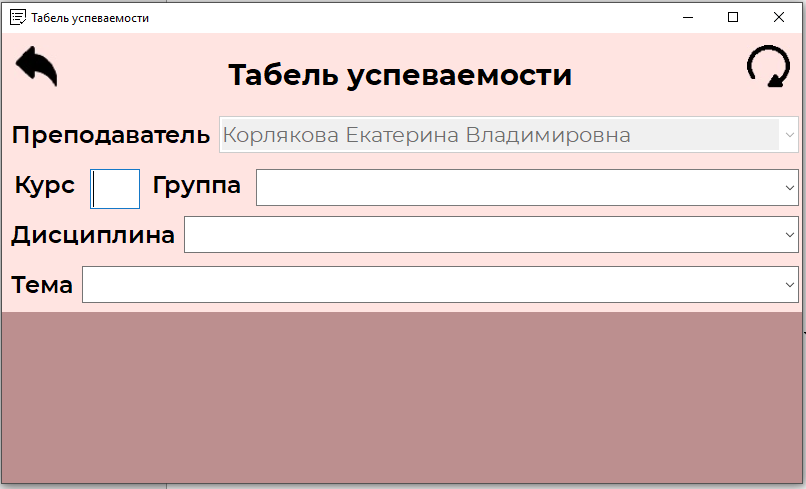 Табель успеваемости
Табель успеваемости
Преподаватель Корлякова Екатерина Владимировна
Курс Группа
Дисциплина
Тема